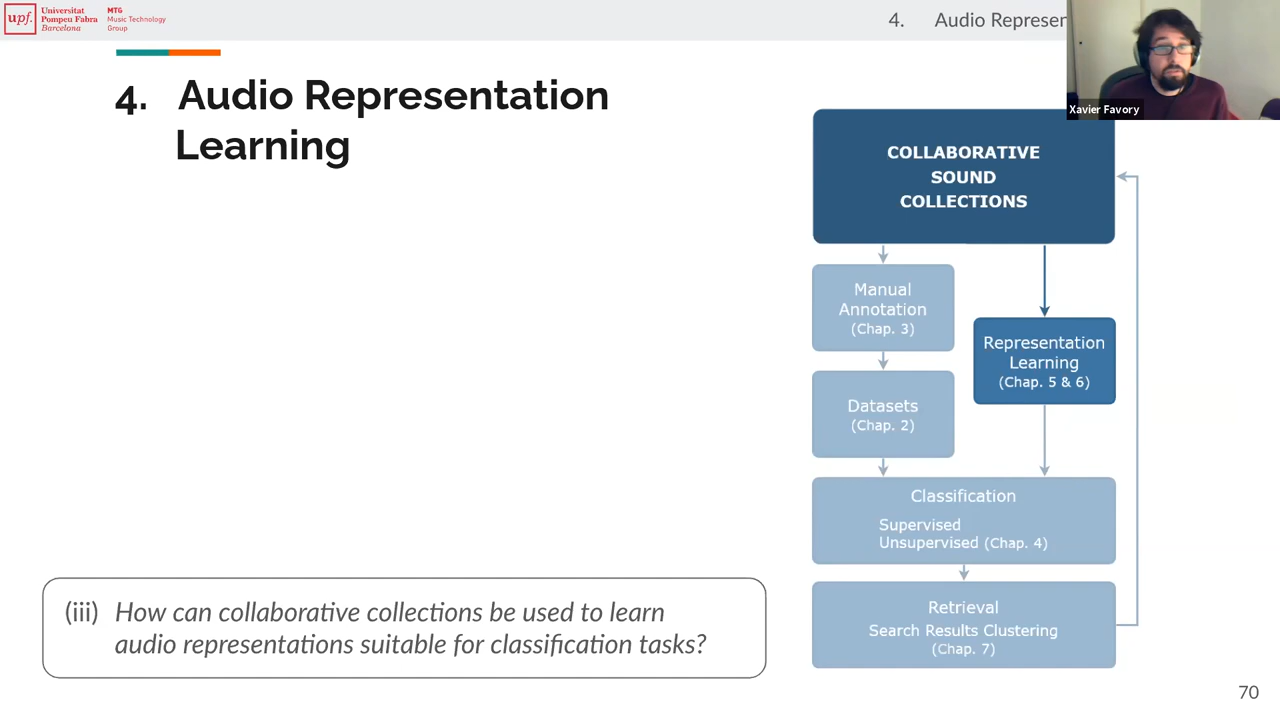 upf.
Universitat
Pompeu Fabra
Barcelona
MTG
Music Technology
Group
4. Audio Represen
Xavier Favory
4. Audio Representation
Learning
COLLABORATIVE
SOUND
COLLECTIONS
Manual
Annotation
(Chap. 3)
Representation
Learning
(Chap. 5 & 6)
Datasets
(Chap. 2)
Classification
Supervised
Unsupervised (Chap. 4)
Retrieval
Search Results Clustering
(Chap. 7)
(iii) How can collaborative collections be used to learn
audio representations suitable for classification tasks?
70